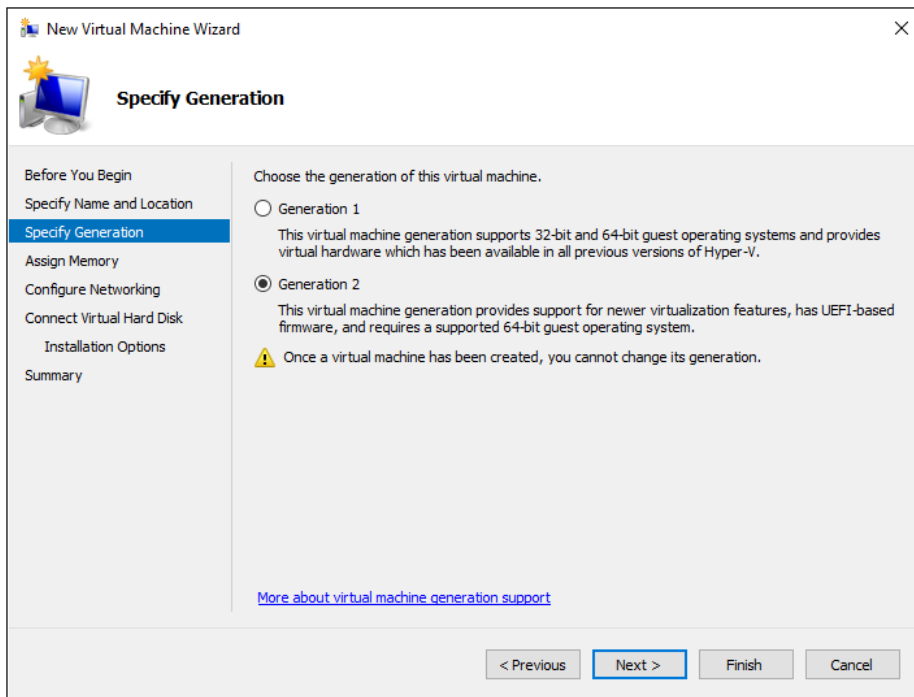 New Virtual Machine Wizard
Specify Generation
Before You Begin
Specify Name and Location
Specify Generation
Assign Memory
Configure Networking
Connect Virtual Hard Disk
Installation Options
Summary
Choose the generation of this virtual machine.
Generation 1
This virtual machine generation supports 32-bit and 64-bit guest operating systems and provides
virtual hardware which has been available in all previous versions of Hyper-V.
Generation 2
This virtual machine generation provides support for newer virtualization features, has UEFI-based
firmware, and requires a supported 64-bit guest operating system.
Once a virtual machine has been created, you cannot change its generation.
More about virtual machine generation support
< Previous
Next >
Finish
Cancel